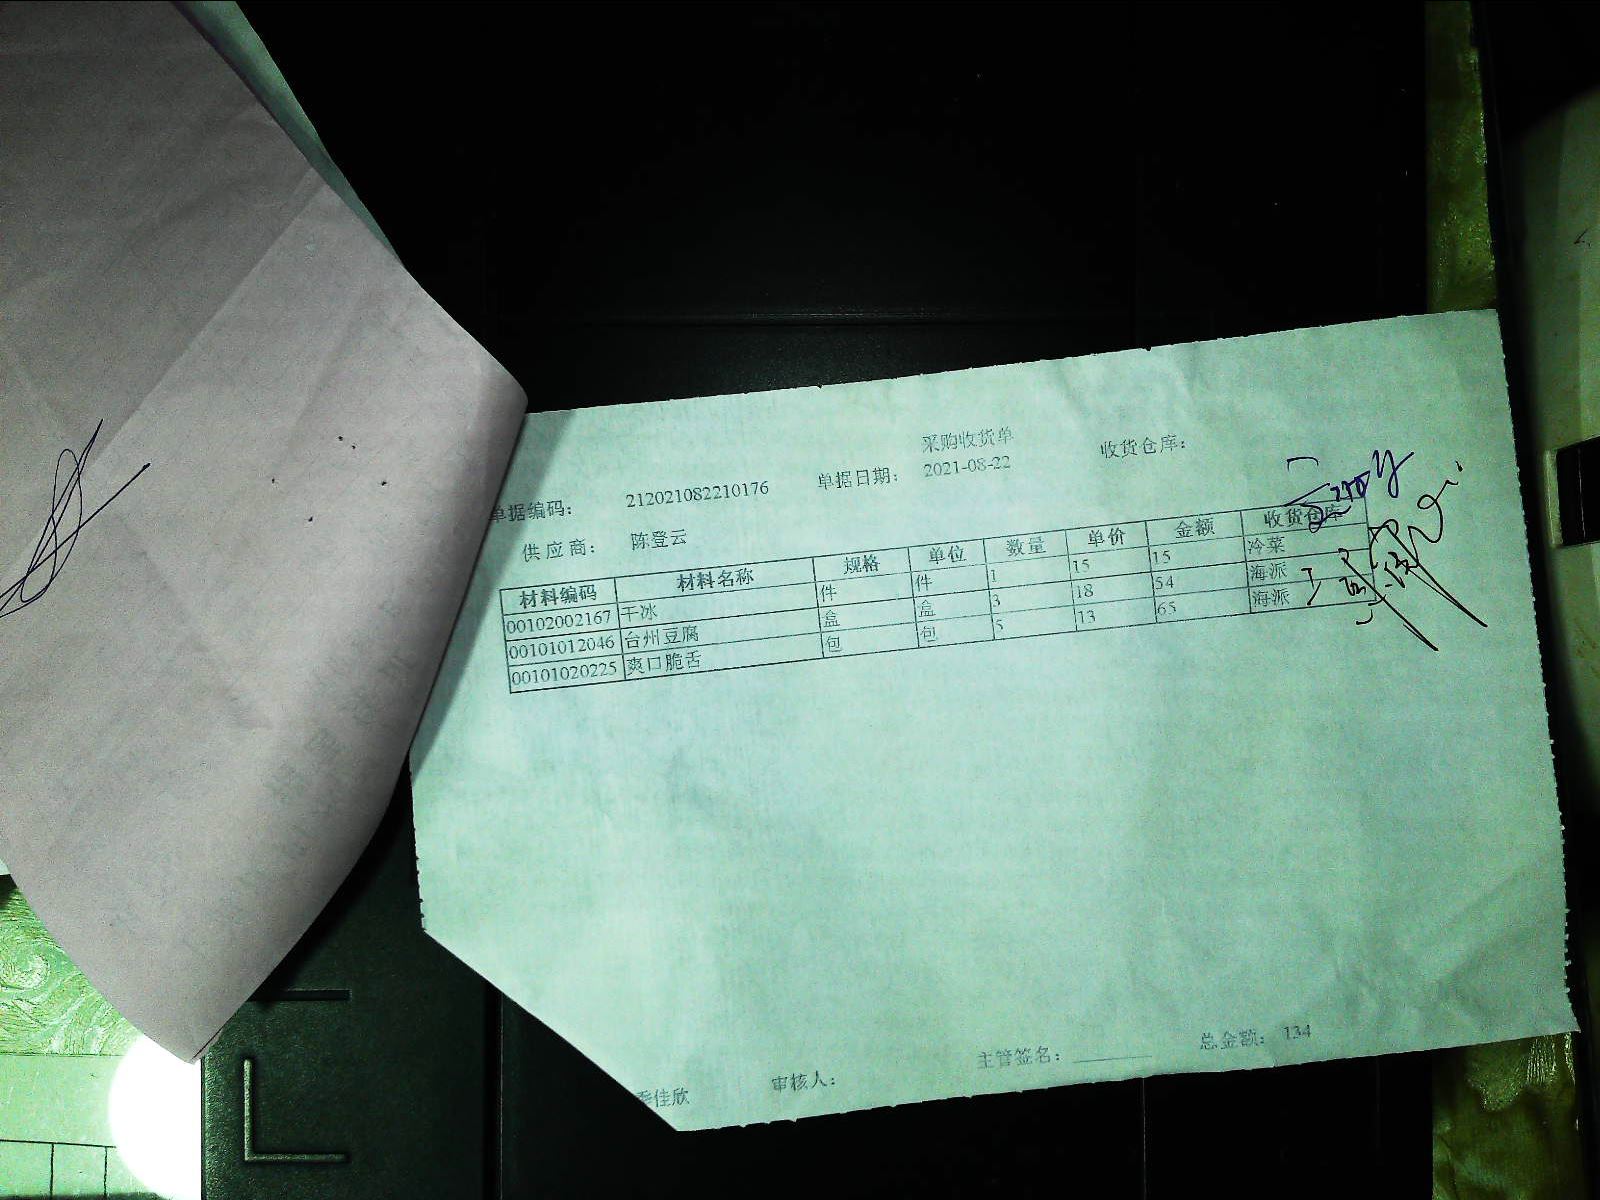 采购收货单
单据编码： 212021082210176 单据日期： 2021-08-22 收货仓库：
供应商： 陈登云
材料编码 材料名称 规格 单位 数量 单价 金额 收货仓库
00102002167 干冰 件 件 1 15 15 冷菜
00101012046 台州豆腐 盒 盒 3 18 54 海派
00101020225 爽口脆舌 包 包 5 13 65 海派
佳欣 审核人： 主管签名： 总金额： 134